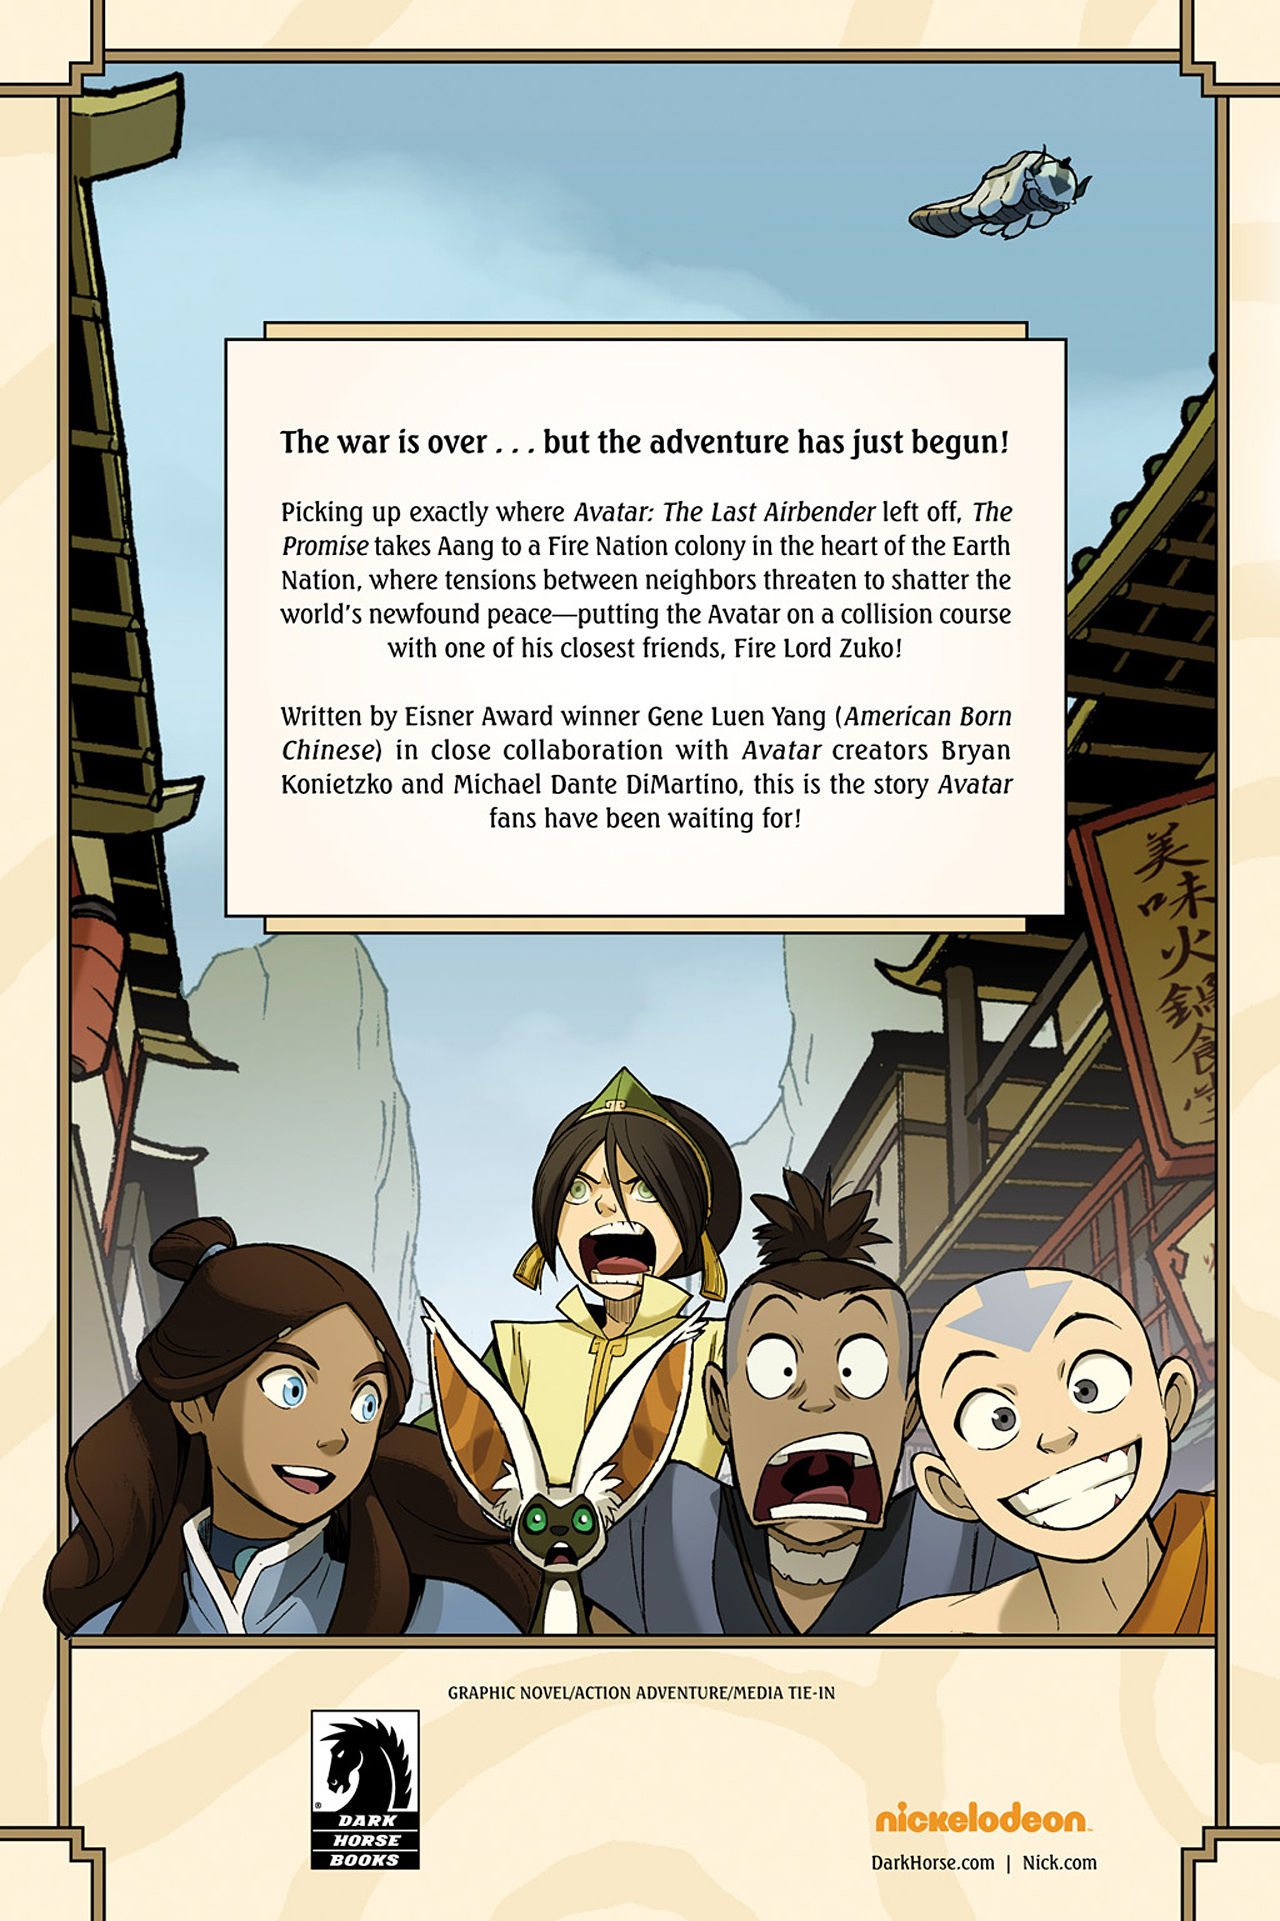 The war is over . . . but the adventure has just begun!
Picking up exactly where Avatar: The Last Airbender left off, The
Promise takes Aang to a Fire Nation colony in the heart of the Earth
Nation, where tensions between neighbors threaten to shatter the
world's newfound peace—putting the Avatar on a collision course
with one of his closest friends, Fire Lord Zuko!
Written by Eisner Award winner Gene Luen Yang (American Born
Chinese) in close collaboration with Avatar creators Bryan
Konietzko and Michael Dante DiMartino, this is the story Avatar
fans have been waiting for!
美味火鍋食堂
GRAPHIC NOVEL/ACTION ADVENTURE/MEDIA TIE-IN
®
DARK
HORSE
BOOKS
nickelodeon™
DarkHorse.com | Nick.com